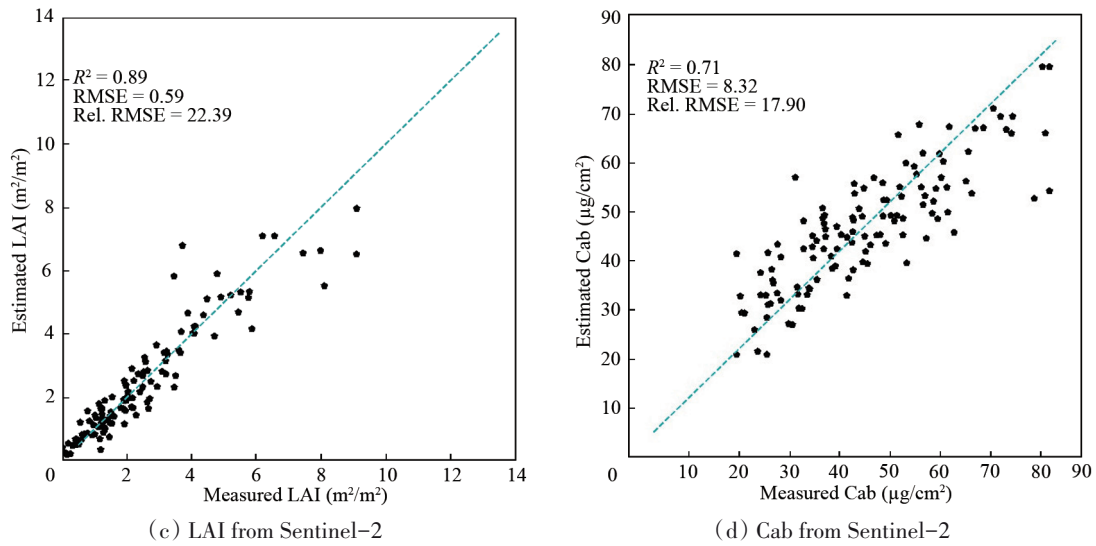 14
12
10
8
6
4
2
0
R² = 0.89
RMSE = 0.59
Rel. RMSE = 22.39
Estimated LAI (m²/m²)
2 4 6 8 10 12 14
Measured LAI (m²/m²)
(c) LAI from Sentinel-2
90
80
70
60
50
40
30
20
10
0
R² = 0.71
RMSE = 8.32
Rel. RMSE = 17.90
Estimated Cab (µg/cm²)
10 20 30 40 50 60 70 80 90
Measured Cab (µg/cm²)
(d) Cab from Sentinel-2